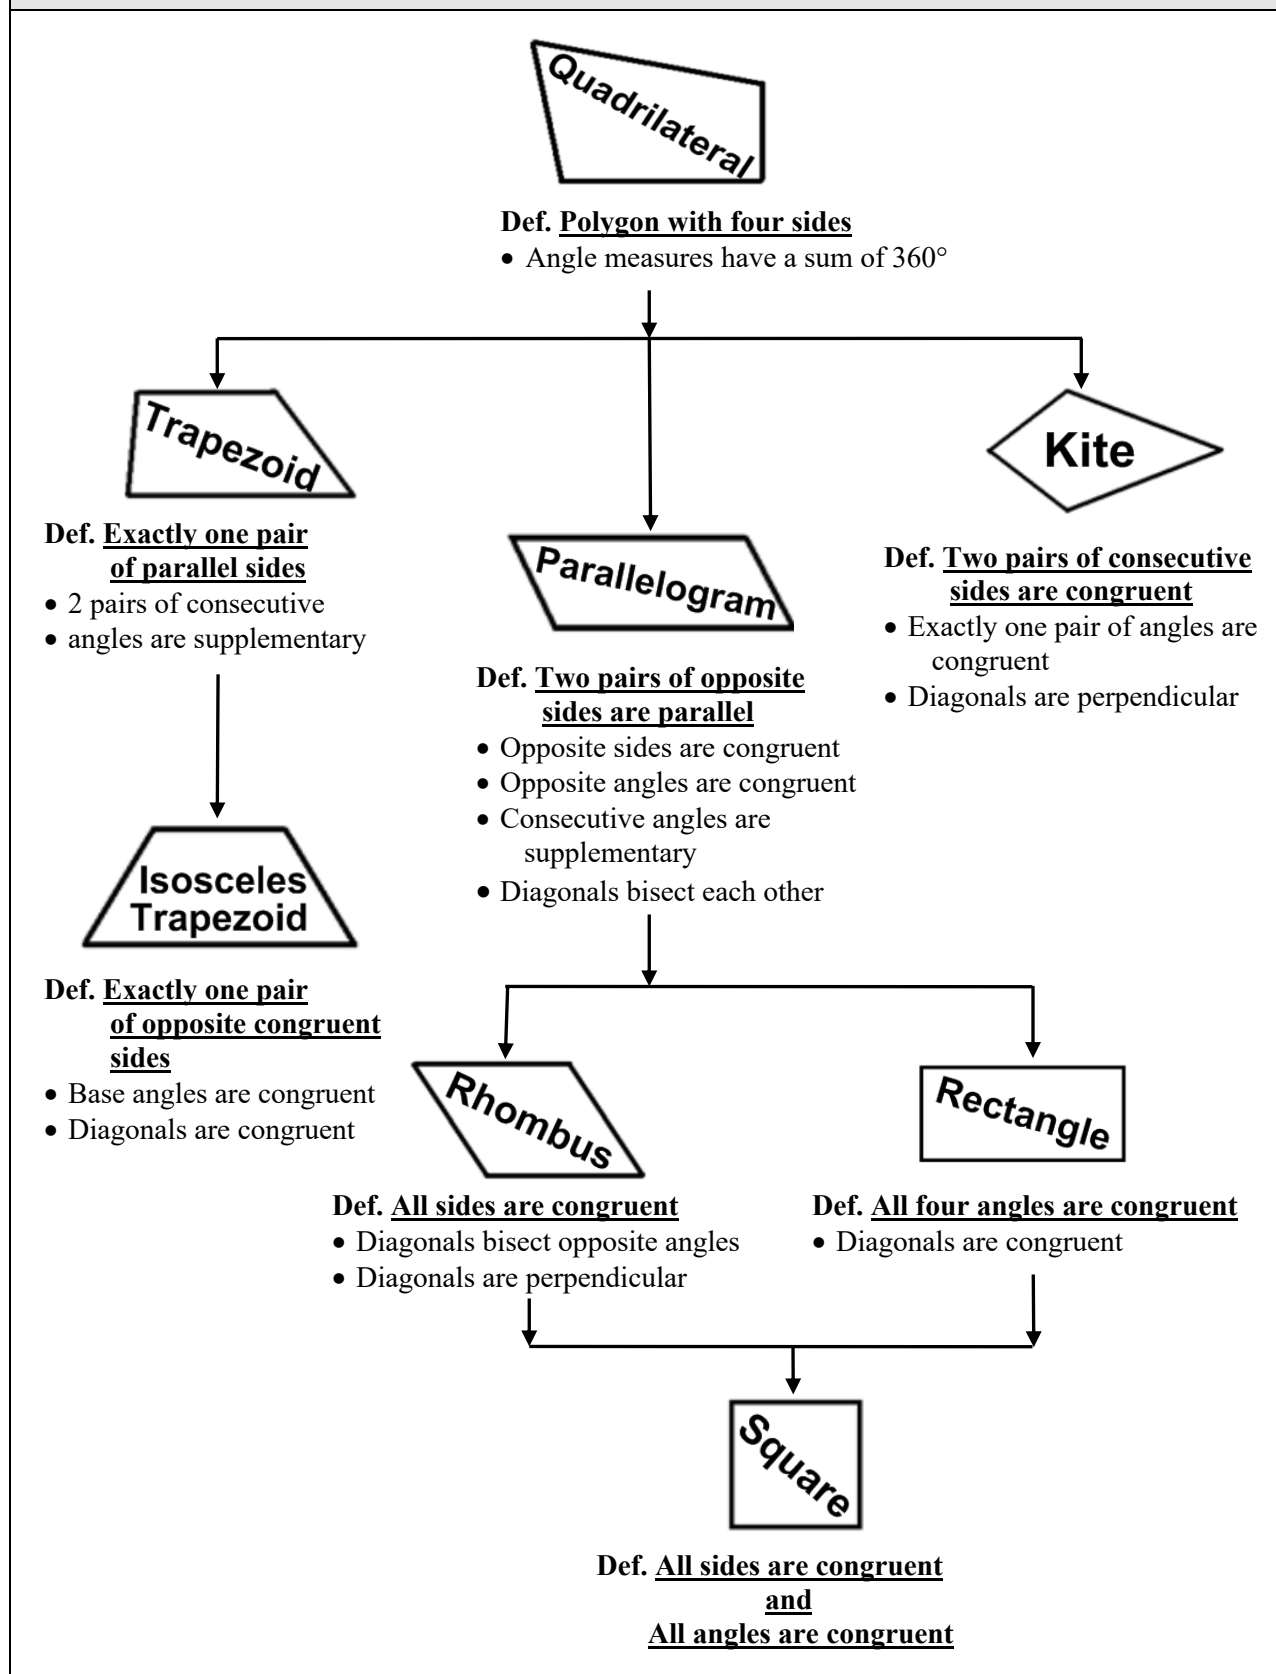 Quadrilateral
Def. Polygon with four sides
• Angle measures have a sum of 360°
Trapezoid
Def. Exactly one pair
of parallel sides
• 2 pairs of consecutive
• angles are supplementary
Parallelogram
Def. Two pairs of opposite
sides are parallel
• Opposite sides are congruent
• Opposite angles are congruent
• Consecutive angles are
supplementary
• Diagonals bisect each other
Kite
Def. Two pairs of consecutive
sides are congruent
• Exactly one pair of angles are
congruent
• Diagonals are perpendicular
Isosceles
Trapezoid
Def. Exactly one pair
of opposite congruent
sides
• Base angles are congruent
• Diagonals are congruent
Rhombus
Def. All sides are congruent
• Diagonals bisect opposite angles
• Diagonals are perpendicular
Rectangle
Def. All four angles are congruent
• Diagonals are congruent
Square
Def. All sides are congruent
and
All angles are congruent